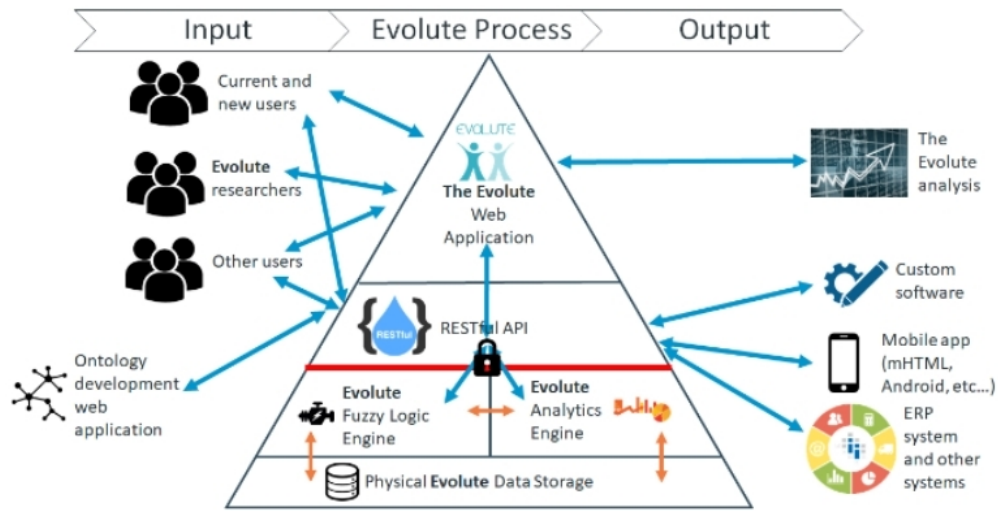 Input
Evolute Process
Output
Current and
new users
Evolute
researchers
Other users
Ontology
development
web
application
EVOLUTE
The Evolute
Web
Application
{RESTful}
RESTful API
Evolute
Fuzzy Logic
Engine
Evolute
Analytics
Engine
Physical Evolute Data Storage
The
Evolute
analysis
Custom
software
Mobile app
(mHTML,
Android, etc...)
@
ERP
system
and other
systems